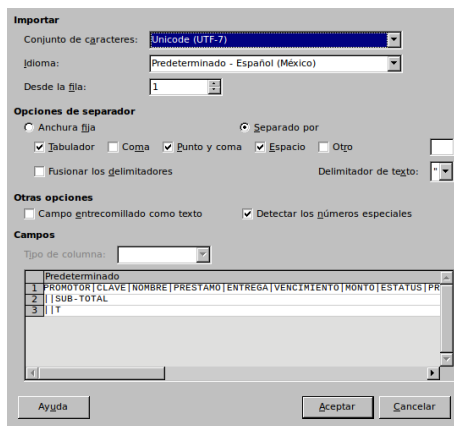 Importar
Conjunto de caracteres: Unicode (UTF-7)
Idioma: Predeterminado - Español (México)
Desde la fila: 1
Opciones de separador
Anchura fija Separado por
Tabulador Coma Punto y coma Espacio Otro
Fusionar los delimitadores Delimitador de texto: "
Otras opciones
Campo entrecomillado como texto Detectar los números especiales
Campos
Tipo de columna:
Predeterminado
1 PROMOTOR|CLAVE|NOMBRE|PRESTAMO|ENTREGA|VENCIMIENTO|MONTO|ESTATUS|PR
2 ||SUB-TOTAL
3 ||T
Ayuda Aceptar Cancelar